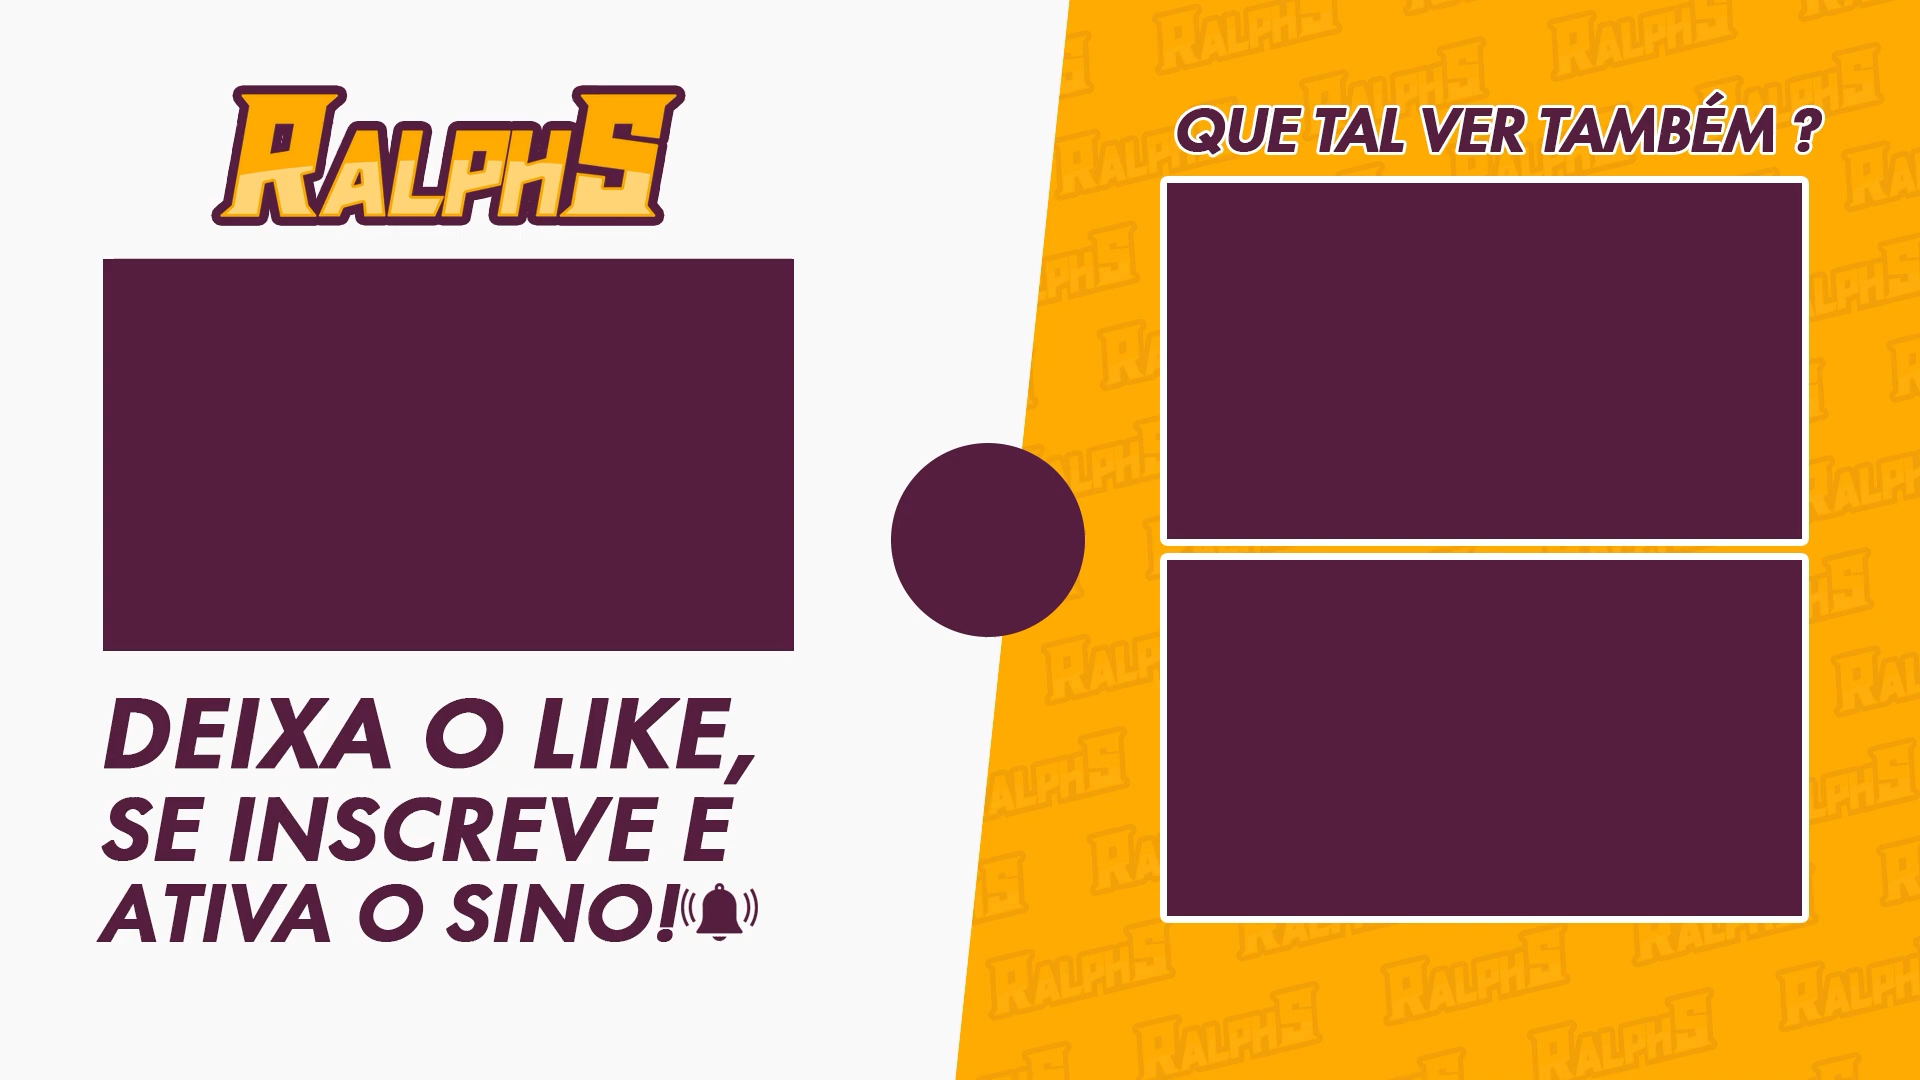 RALPHS
DEIXA O LIKE,
SE INSCREVE E
ATIVA O SINO!
QUE TAL VER TAMBÉM ?